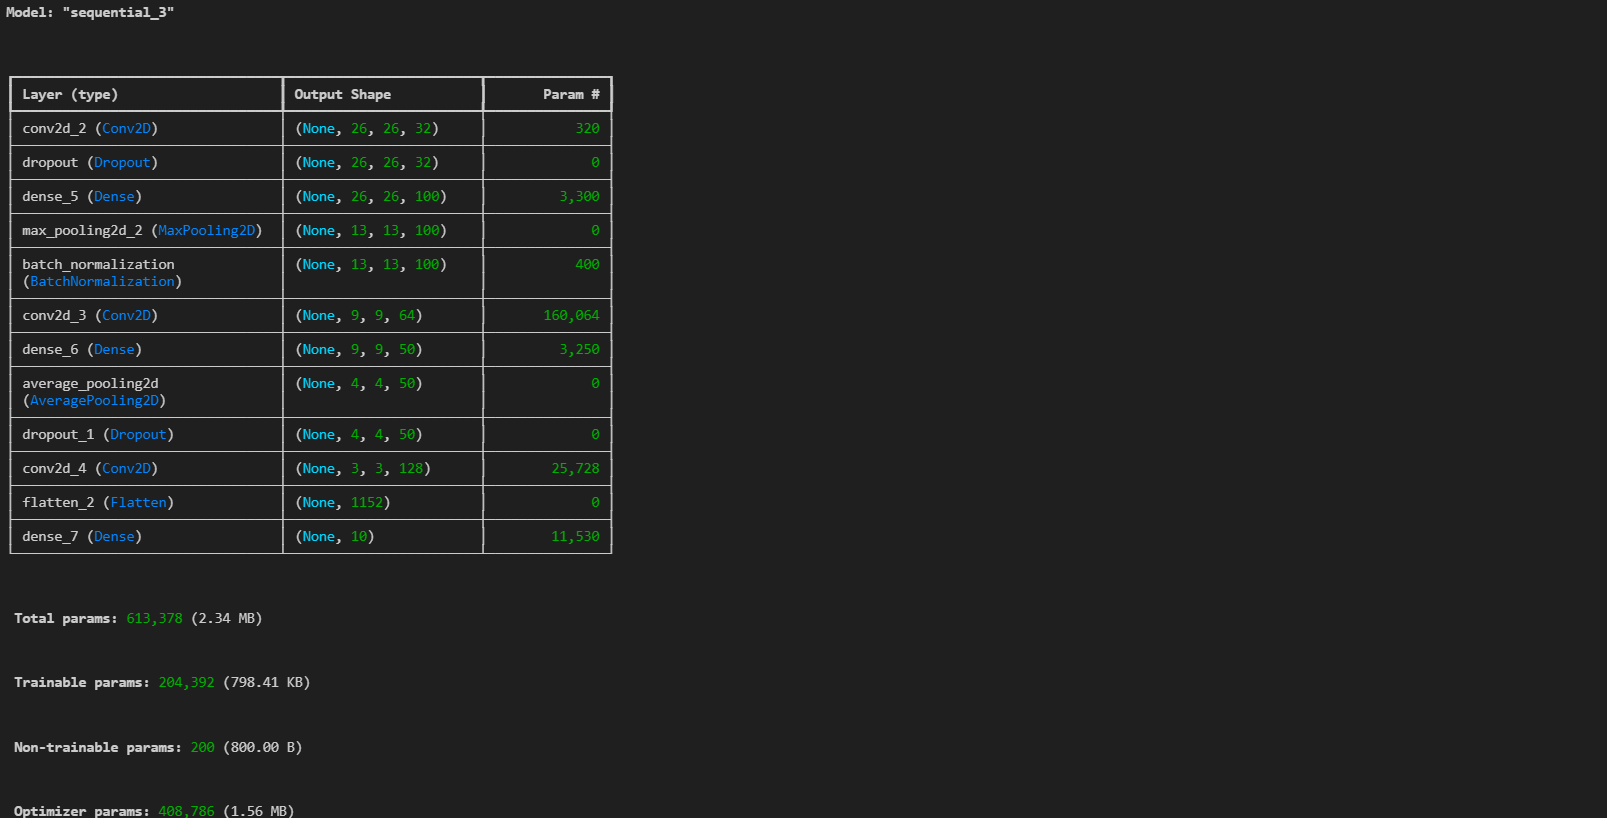 Model: "sequential_3"
Layer (type) Output Shape Param #
conv2d_2 (Conv2D) (None, 26, 26, 32) 320
dropout (Dropout) (None, 26, 26, 32) 0
dense_5 (Dense) (None, 26, 26, 100) 3,300
max_pooling2d_2 (MaxPooling2D) (None, 13, 13, 100) 0
batch_normalization (None, 13, 13, 100) 400
(BatchNormalization)
conv2d_3 (Conv2D) (None, 9, 9, 64) 160,064
dense_6 (Dense) (None, 9, 9, 50) 3,250
average_pooling2d (None, 4, 4, 50) 0
(AveragePooling2D)
dropout_1 (Dropout) (None, 4, 4, 50) 0
conv2d_4 (Conv2D) (None, 3, 3, 128) 25,728
flatten_2 (Flatten) (None, 1152) 0
dense_7 (Dense) (None, 10) 11,530
Total params: 613,378 (2.34 MB)
Trainable params: 204,392 (798.41 KB)
Non-trainable params: 200 (800.00 B)
Optimizer params: 408,786 (1.56 MB)